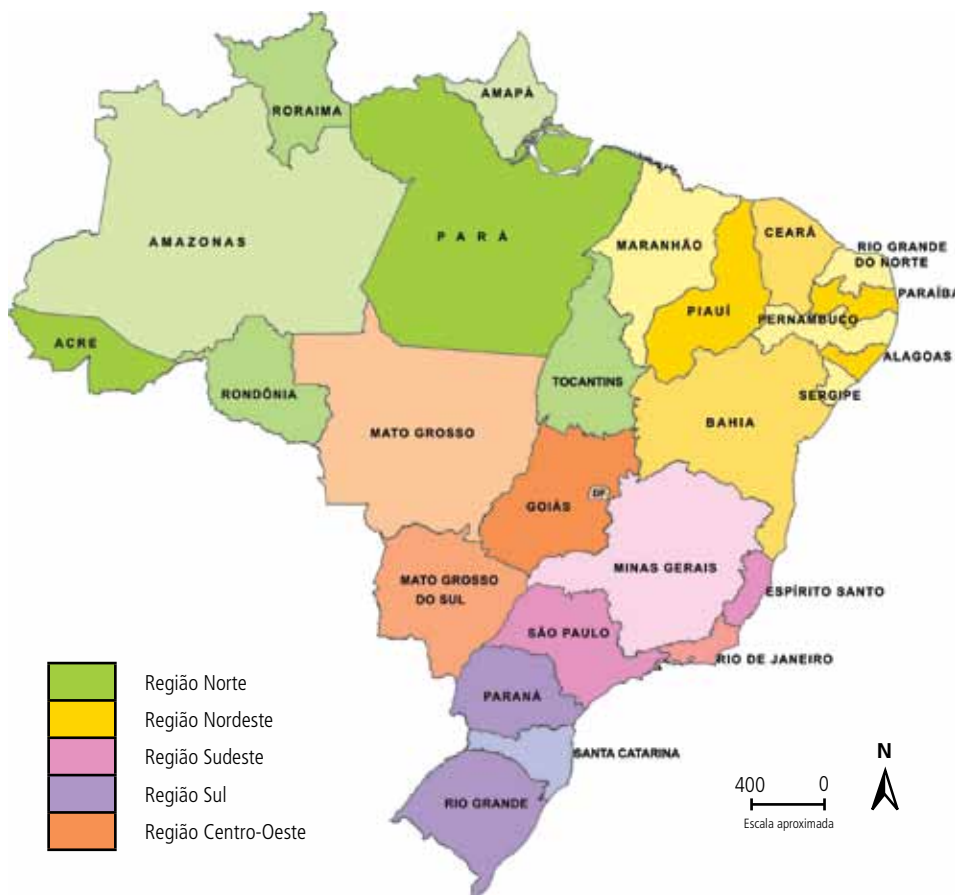 RORAIMA
AMAPÁ
AMAZONAS
PARÁ
MARANHÃO
CEARÁ
RIO GRANDE
DO NORTE
PARAÍBA
PIAUÍ
PERNAMBUCO
ACRE
ALAGOAS
RONDÔNIA
TOCANTINS
SERGIPE
BAHIA
MATO GROSSO
DF
GOIÁS
MINAS GERAIS
MATO GROSSO
DO SUL
ESPÍRITO SANTO
SÃO PAULO
RIO DE JANEIRO
PARANÁ
SANTA CATARINA
RIO GRANDE
Região Norte
Região Nordeste
Região Sudeste
Região Sul
Região Centro-Oeste
N
400 0
Escala aproximada